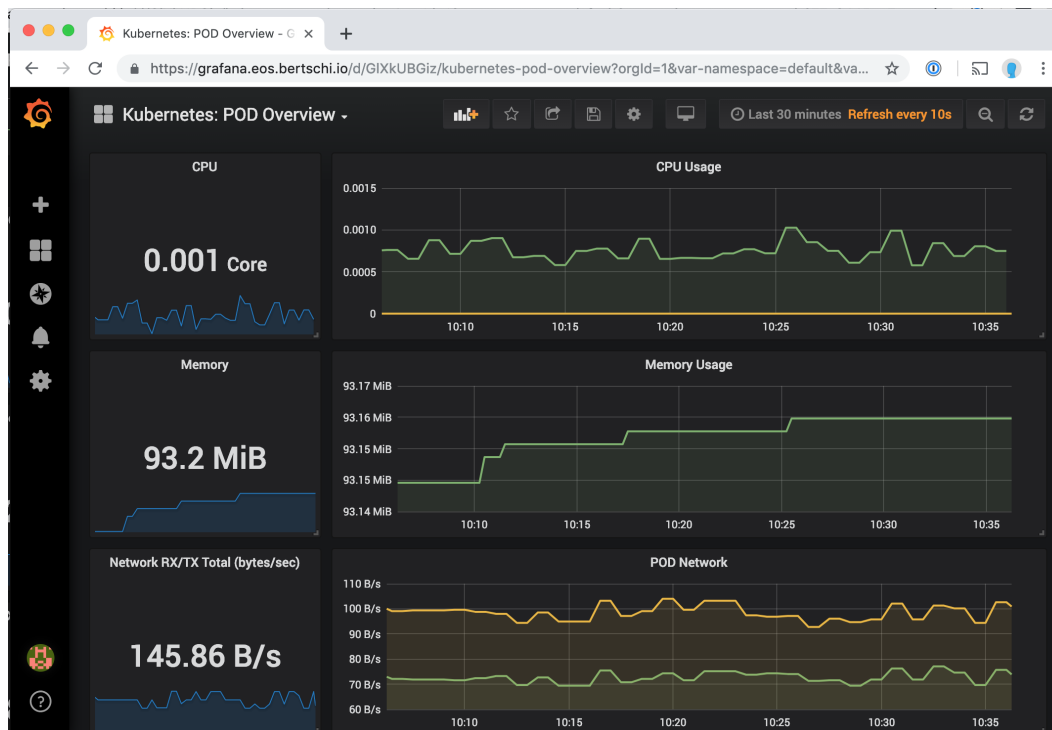 Kubernetes: POD Overview - G
https://grafana.eos.bertschi.io/d/GlXkUBGiz/kubernetes-pod-overview?orgId=1&var-namespace=default&va...
Kubernetes: POD Overview
Last 30 minutes Refresh every 10s
CPU
0.001 Core
CPU Usage
0.0015
0.0010
0.0005
0
10:10 10:15 10:20 10:25 10:30 10:35
Memory
93.2 MiB
Memory Usage
93.17 MiB
93.16 MiB
93.15 MiB
93.15 MiB
93.14 MiB
10:10 10:15 10:20 10:25 10:30 10:35
Network RX/TX Total (bytes/sec)
145.86 B/s
POD Network
110 B/s
100 B/s
90 B/s
80 B/s
70 B/s
60 B/s
10:10 10:15 10:20 10:25 10:30 10:35